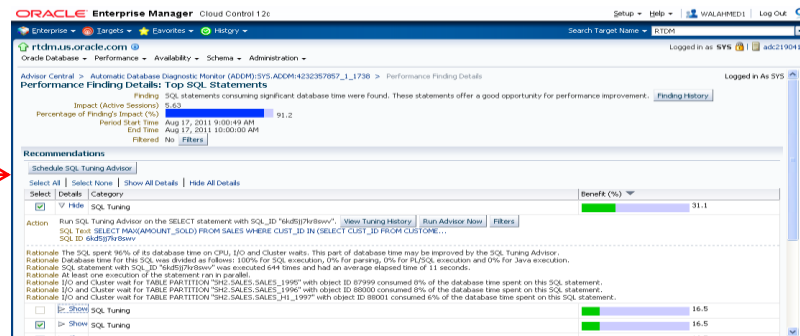 ORACLE Enterprise Manager Cloud Control 12c
Setup Help WALAHMED1 Log Out
Enterprise Targets Favorites History Search Target Name RTDM
rtdm.us.oracle.com Logged in as SYS adc219041
Oracle Database Performance Availability Schema Administration
Advisor Central > Automatic Database Diagnostic Monitor (ADDM):SYS.ADDM:4232357857_1_1738 > Performance Finding Details Logged in As SYS
Performance Finding Details: Top SQL Statements
Finding SQL statements consuming significant database time were found. These statements offer a good opportunity for performance improvement. Finding History
Impact (Active Sessions) 5.63
Percentage of Finding's Impact (%) 91.2
Period Start Time Aug 17, 2011 9:00:49 AM
End Time Aug 17, 2011 10:00:00 AM
Filtered No Filters
Recommendations
Schedule SQL Tuning Advisor
Select All | Select None | Show All Details | Hide All Details
Select Details Category Benefit (%)
Hide SQL Tuning 31.1
Action Run SQL Tuning Advisor on the SELECT statement with SQL_ID "6kd5jj7kr8swv". View Tuning History Run Advisor Now Filters
SQL Text SELECT MAX(AMOUNT_SOLD) FROM SALES WHERE CUST_ID IN (SELECT CUST_ID FROM CUSTOME...
SQL ID 6kd5jj7kr8swv
Rationale The SQL spent 96% of its database time on CPU, I/O and Cluster waits. This part of database time may be improved by the SQL Tuning Advisor.
Rationale Database time for this SQL was divided as follows: 100% for SQL execution, 0% for parsing, 0% for PL/SQL execution and 0% for Java execution.
Rationale SQL statement with SQL_ID "6kd5jj7kr8swv" was executed 644 times and had an average elapsed time of 11 seconds.
Rationale At least one execution of the statement ran in parallel.
Rationale I/O and Cluster wait for TABLE PARTITION "SH2.SALES.SALES_1995" with object ID 87999 consumed 8% of the database time spent on this SQL statement.
Rationale I/O and Cluster wait for TABLE PARTITION "SH2.SALES.SALES_1996" with object ID 88000 consumed 8% of the database time spent on this SQL statement.
Rationale I/O and Cluster wait for TABLE PARTITION "SH2.SALES.SALES_H1_1997" with object ID 88001 consumed 6% of the database time spent on this SQL statement.
Show SQL Tuning 16.5
Show SQL Tuning 16.5